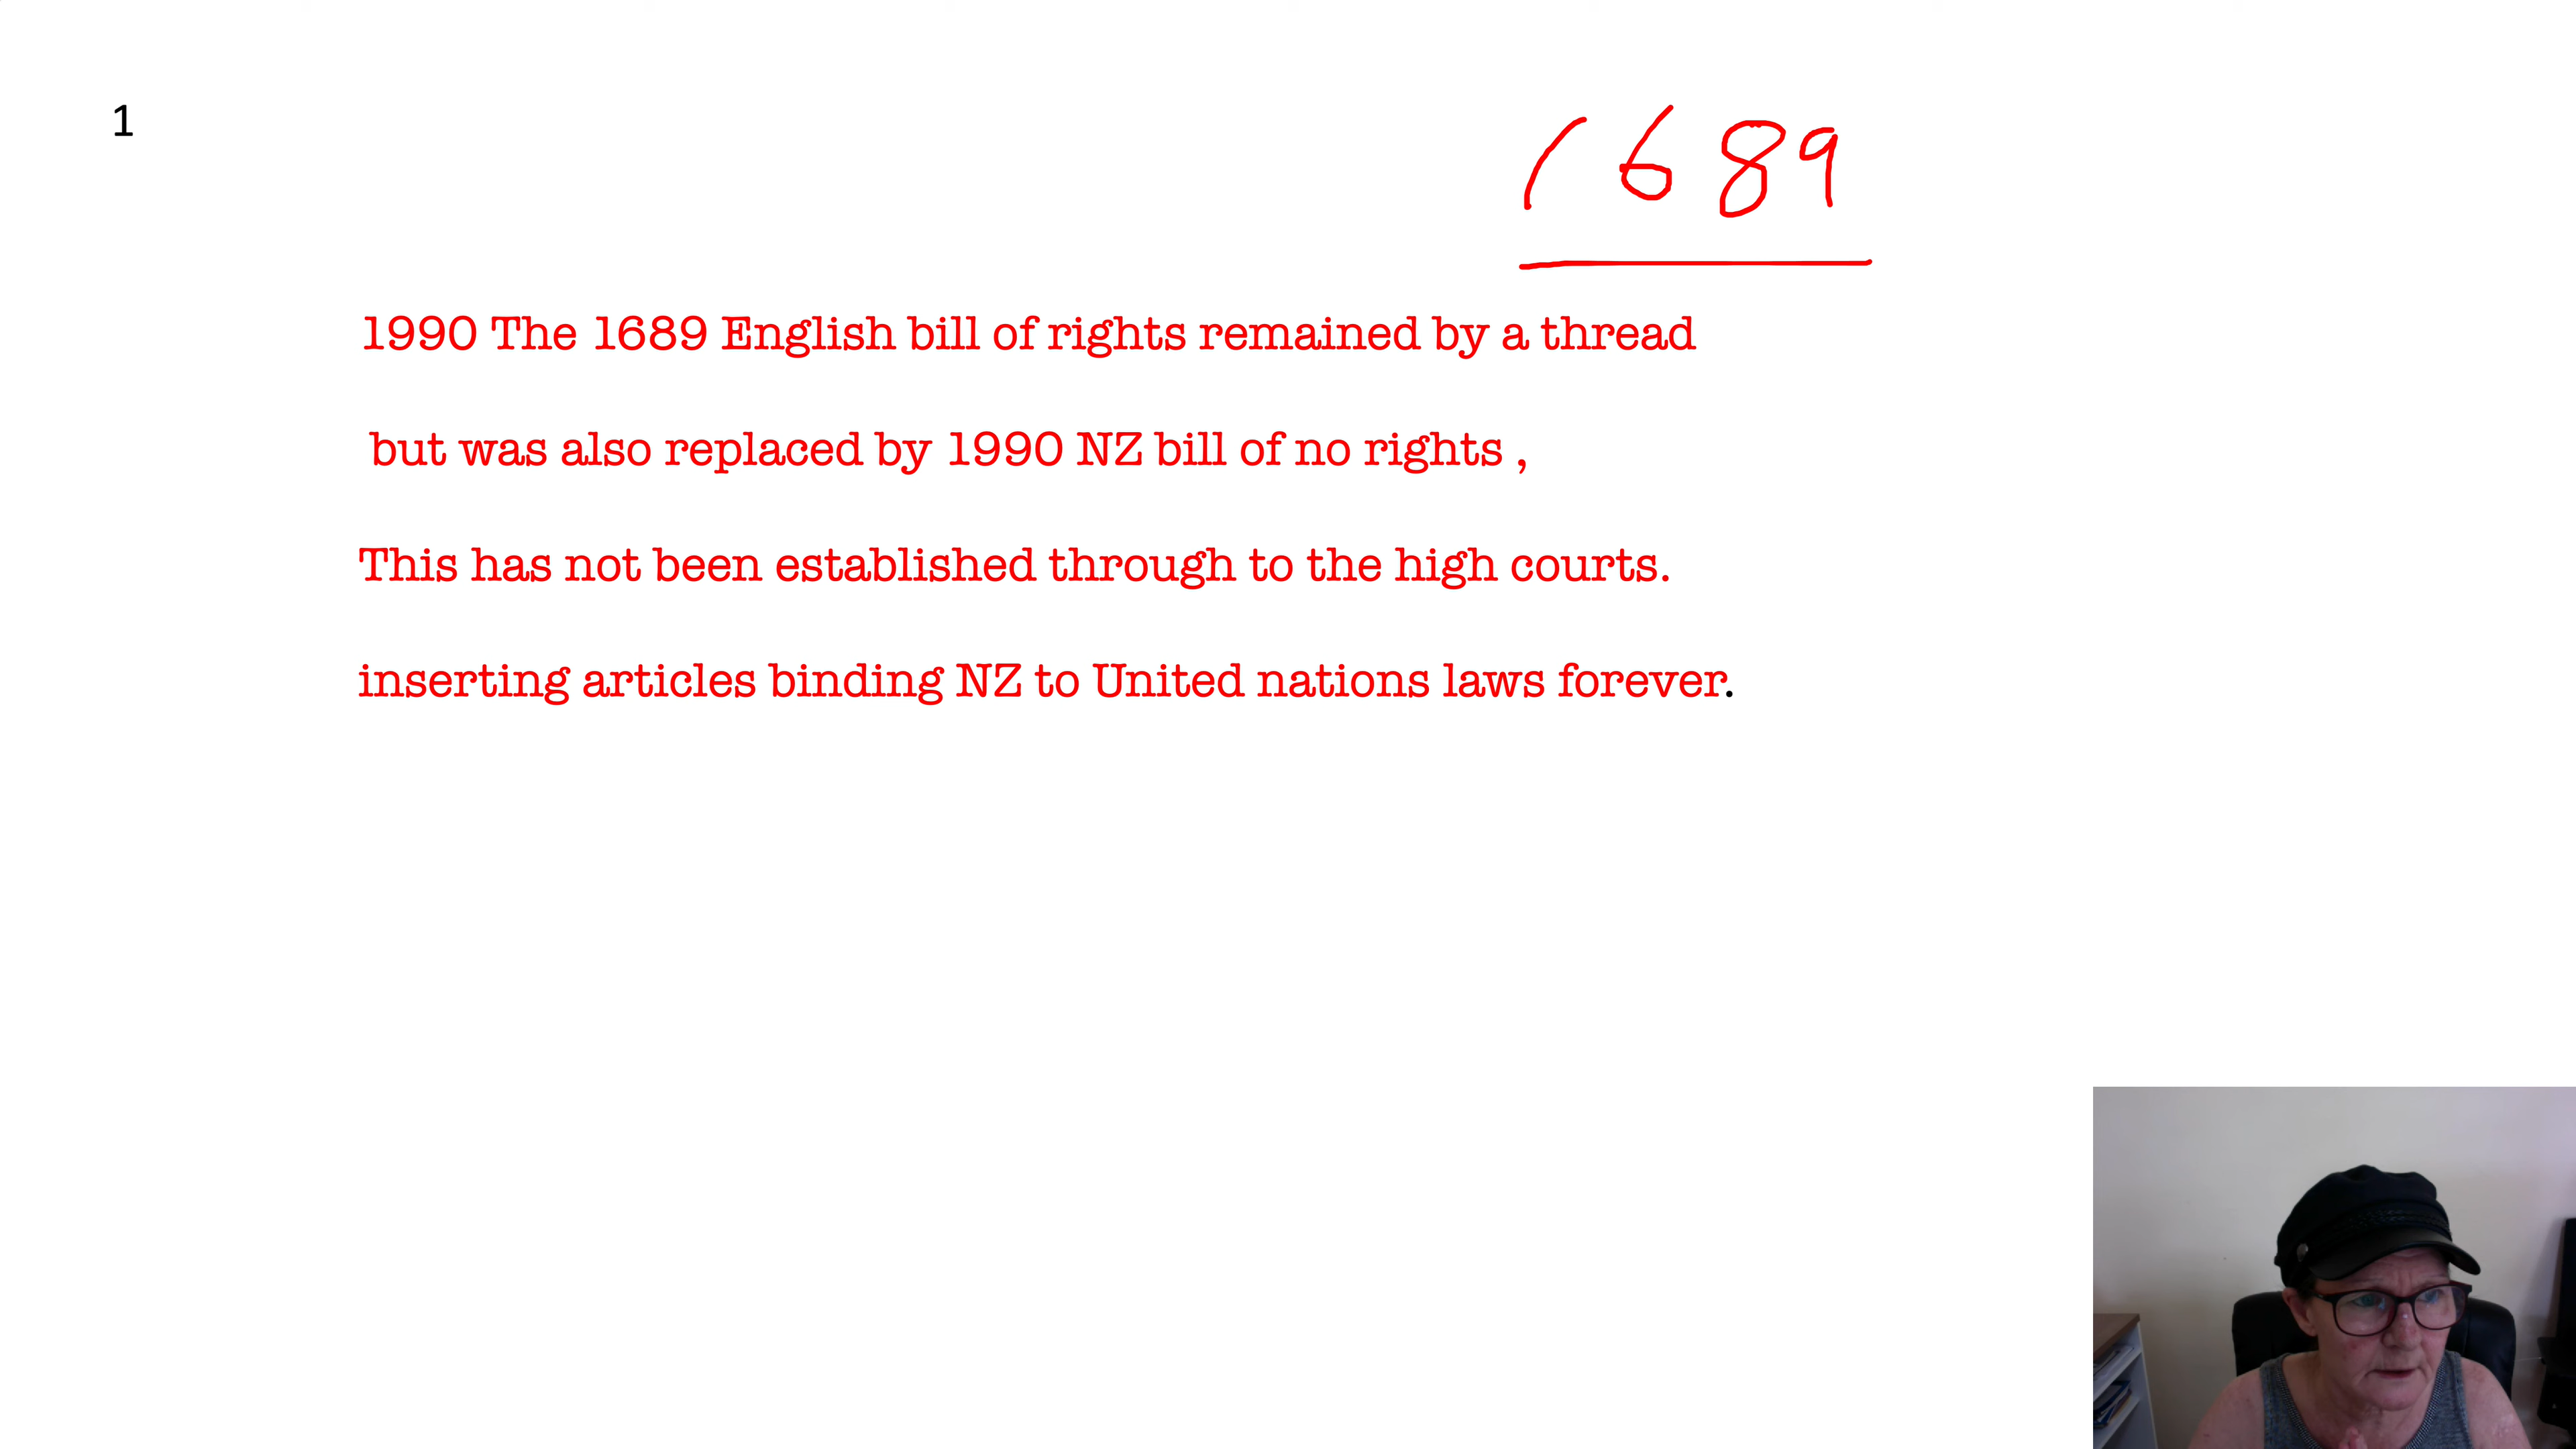 1
1689
1990 The 1689 English bill of rights remained by a thread
but was also replaced by 1990 NZ bill of no rights ,
This has not been established through to the high courts.
inserting articles binding NZ to United nations laws forever.